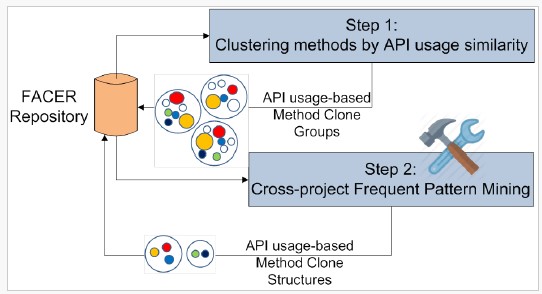 Step 1:
Clustering methods by API usage similarity
FACER
Repository
API usage-based
Method Clone
Groups
Step 2:
Cross-project Frequent Pattern Mining
API usage-based
Method Clone
Structures